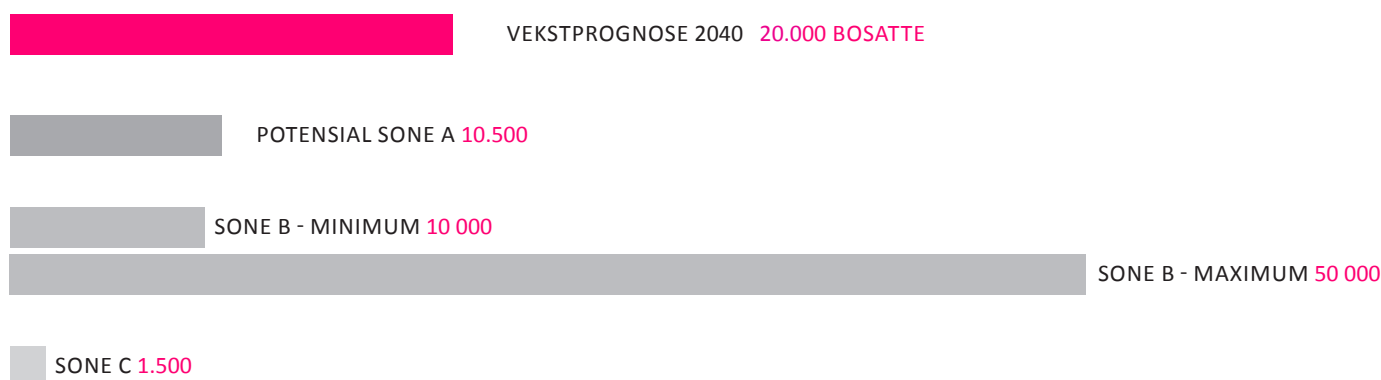 VEKSTPROGNOSE 2040 20.000 BOSATTE
POTENSIAL SONE A 10.500
SONE B - MINIMUM 10 000
SONE B - MAXIMUM 50 000
SONE C 1.500